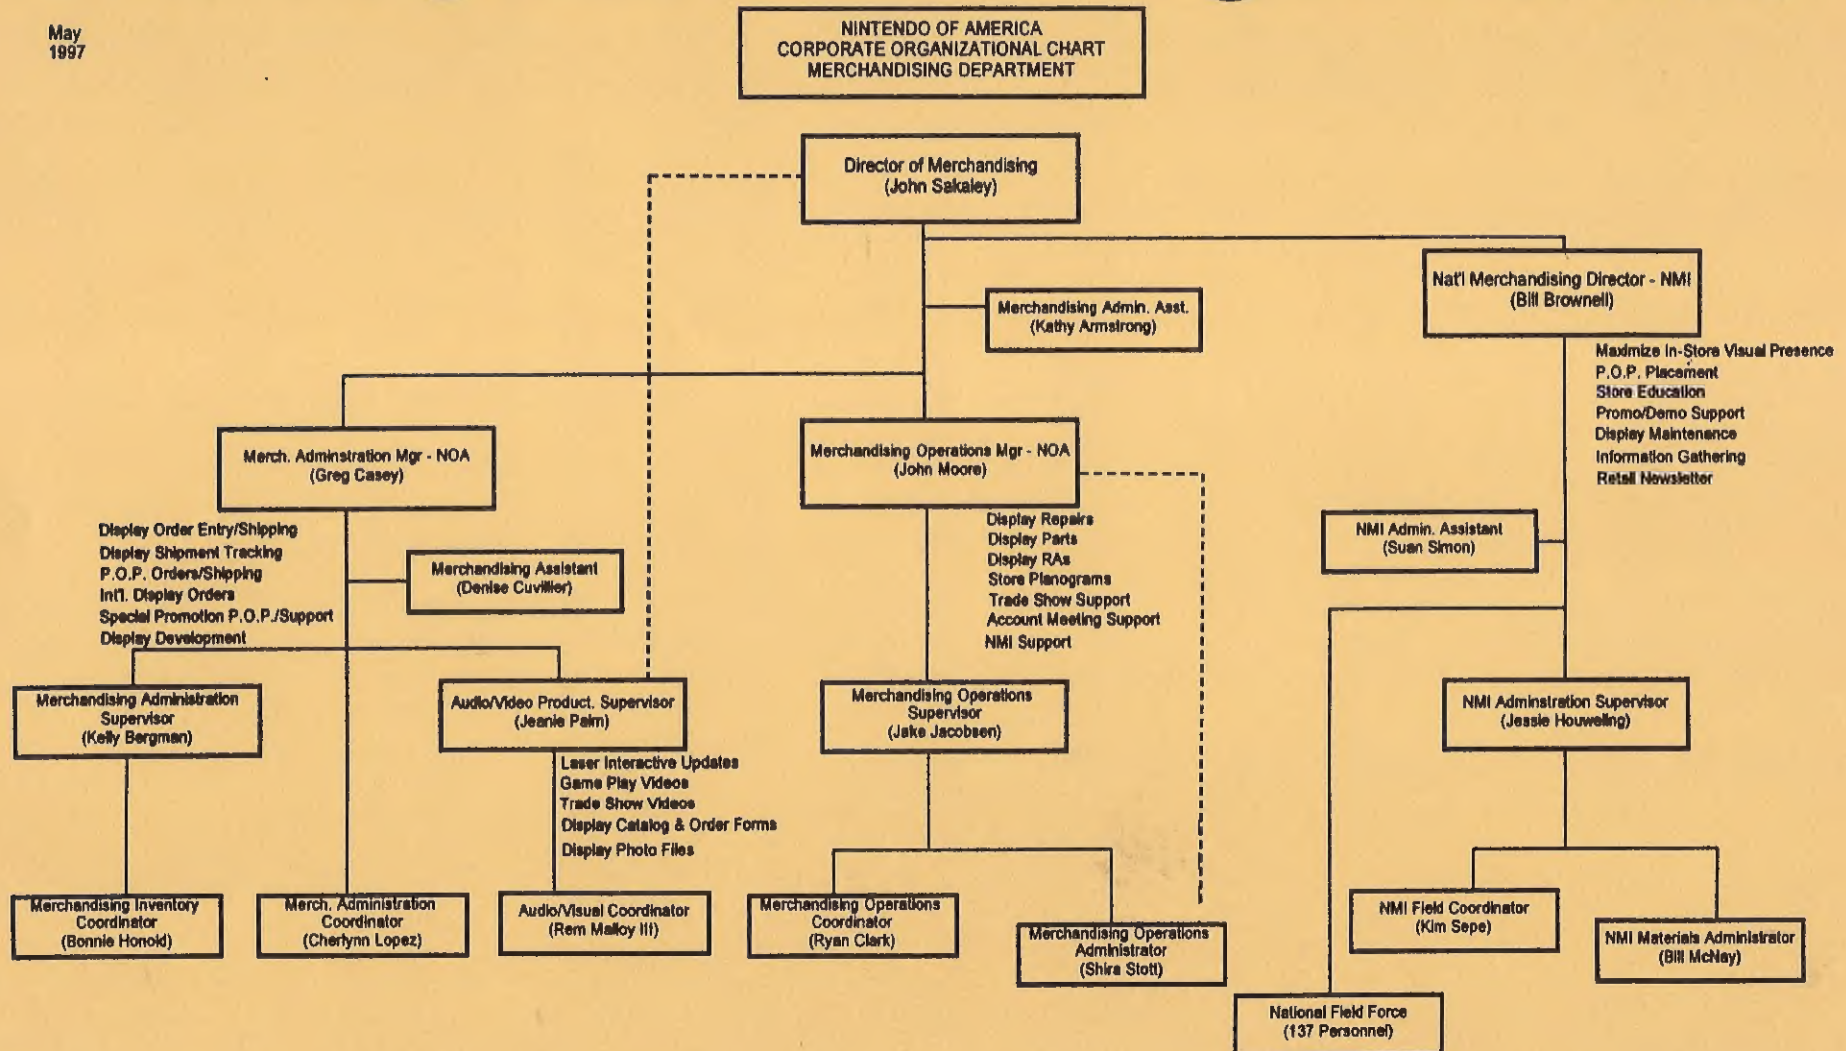 May
1997
NINTENDO OF AMERICA
CORPORATE ORGANIZATIONAL CHART
MERCHANDISING DEPARTMENT
Director of Merchandising
(John Sakaley)
Nat'l Merchandising Director - NMI
(Bill Brownell)
Merchandising Admin. Asst.
(Kathy Armstrong)
Maximize In-Store Visual Presence
P.O.P. Placement
Store Education
Promo/Demo Support
Display Maintenance
Information Gathering
Retail Newsletter
Merch. Adminstration Mgr - NOA
(Greg Casey)
Merchandising Operations Mgr - NOA
(John Moore)
Display Order Entry/Shipping
Display Shipment Tracking
P.O.P. Orders/Shipping
Int'l. Display Orders
Special Promotion P.O.P./Support
Display Development
Merchandising Assistant
(Denise Cuvillier)
Display Repairs
Display Parts
Display RAs
Store Planograms
Trade Show Support
Account Meeting Support
NMI Support
NMI Admin. Assistant
(Suan Simon)
Merchandising Administration
Supervisor
(Kelly Bergman)
Audio/Video Product. Supervisor
(Jeanie Palm)
Merchandising Operations
Supervisor
(Jake Jacobsen)
NMI Adminstration Supervisor
(Jessie Houweling)
Laser Interactive Updates
Game Play Videos
Trade Show Videos
Display Catalog & Order Forms
Display Photo Files
Merchandising Inventory
Coordinator
(Bonnie Honold)
Merch. Administration
Coordinator
(Cherlynn Lopez)
Audio/Visual Coordinator
(Rem Malloy III)
Merchandising Operations
Coordinator
(Ryan Clark)
Merchandising Operations
Administrator
(Shira Stott)
NMI Field Coordinator
(Kim Sepe)
NMI Materials Administrator
(Bill McNay)
National Field Force
(137 Personnel)